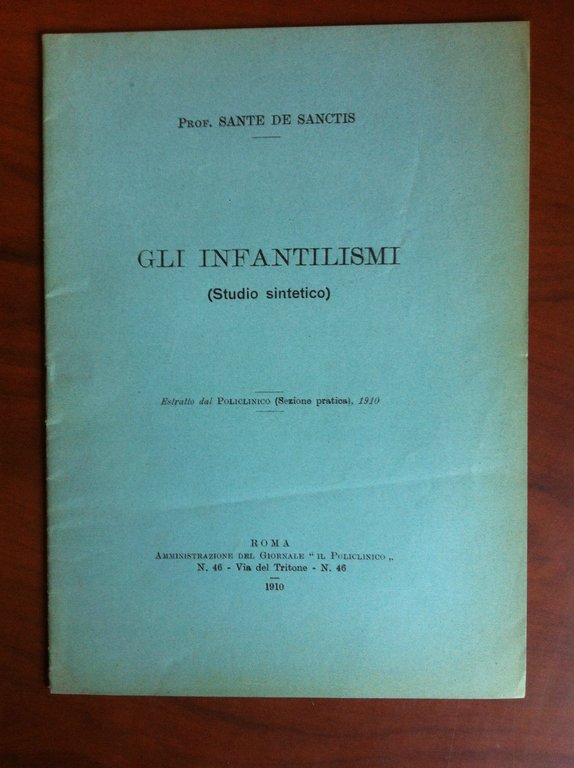 Prof. SANTE DE SANCTIS
GLI INFANTILISMI
(Studio sintetico)
Estratto dal Policlinico (Sezione pratica), 1910
ROMA
Amministrazione del Giornale “ Il Policlinico „
N. 46 - Via del Tritone - N. 46
1910